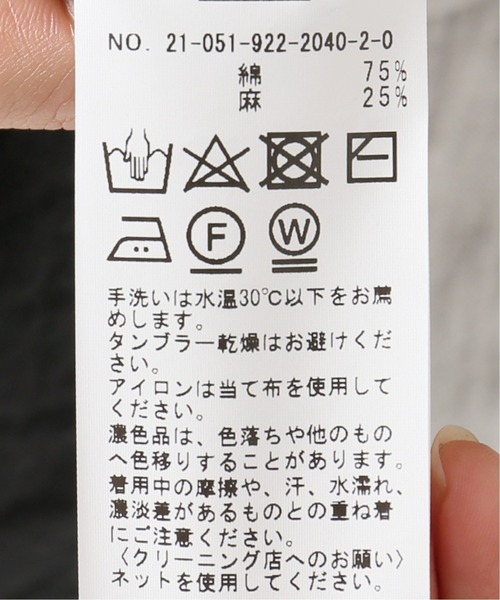 NO. 21-051-922-2040-2-0
綿 75%
麻 25%
F W
手洗いは水温30℃以下をお薦
めします。
タンブラー乾燥はお避けくだ
さい。
アイロンは当て布を使用して
ください。
濃色品は、色落ちや他のもの
へ色移りすることがあります。
着用中の摩擦や、汗、水濡れ、
濃淡差があるものとの重ね着
にご注意ください。
〈クリーニング店へのお願い〉
ネットを使用してください。